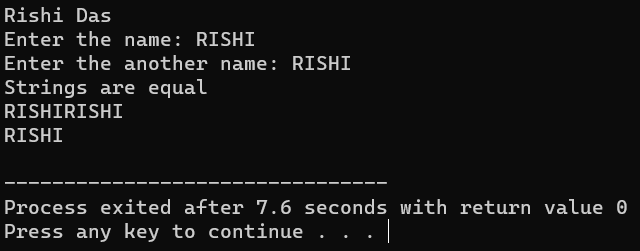 Rishi Das
Enter the name: RISHI
Enter the another name: RISHI
Strings are equal
RISHIRISHI
RISHI
--------------------------------
Process exited after 7.6 seconds with return value 0
Press any key to continue . . .